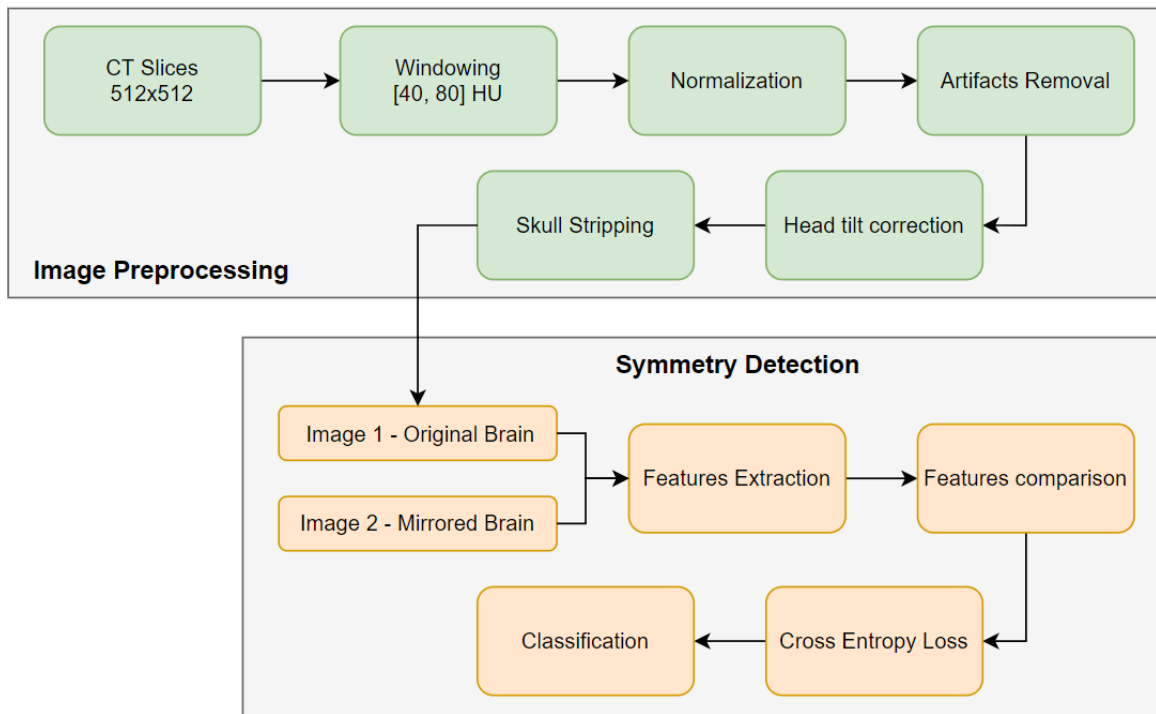 CT Slices
512x512
Windowing
[40, 80] HU
Normalization
Artifacts Removal
Head tilt correction
Skull Stripping
Image Preprocessing
Symmetry Detection
Image 1 - Original Brain
Image 2 - Mirrored Brain
Features Extraction
Features comparison
Cross Entropy Loss
Classification